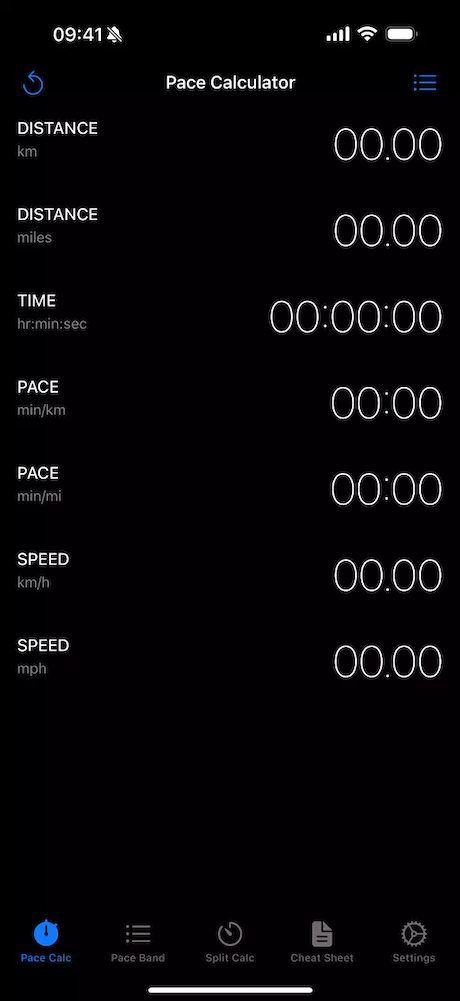 09:41
Pace Calculator
DISTANCE
km
00.00
DISTANCE
miles
00.00
TIME
hr:min:sec
00:00:00
PACE
min/km
00:00
PACE
min/mi
00:00
SPEED
km/h
00.00
SPEED
mph
00.00
Pace Calc
Pace Band
Split Calc
Cheat Sheet
Settings